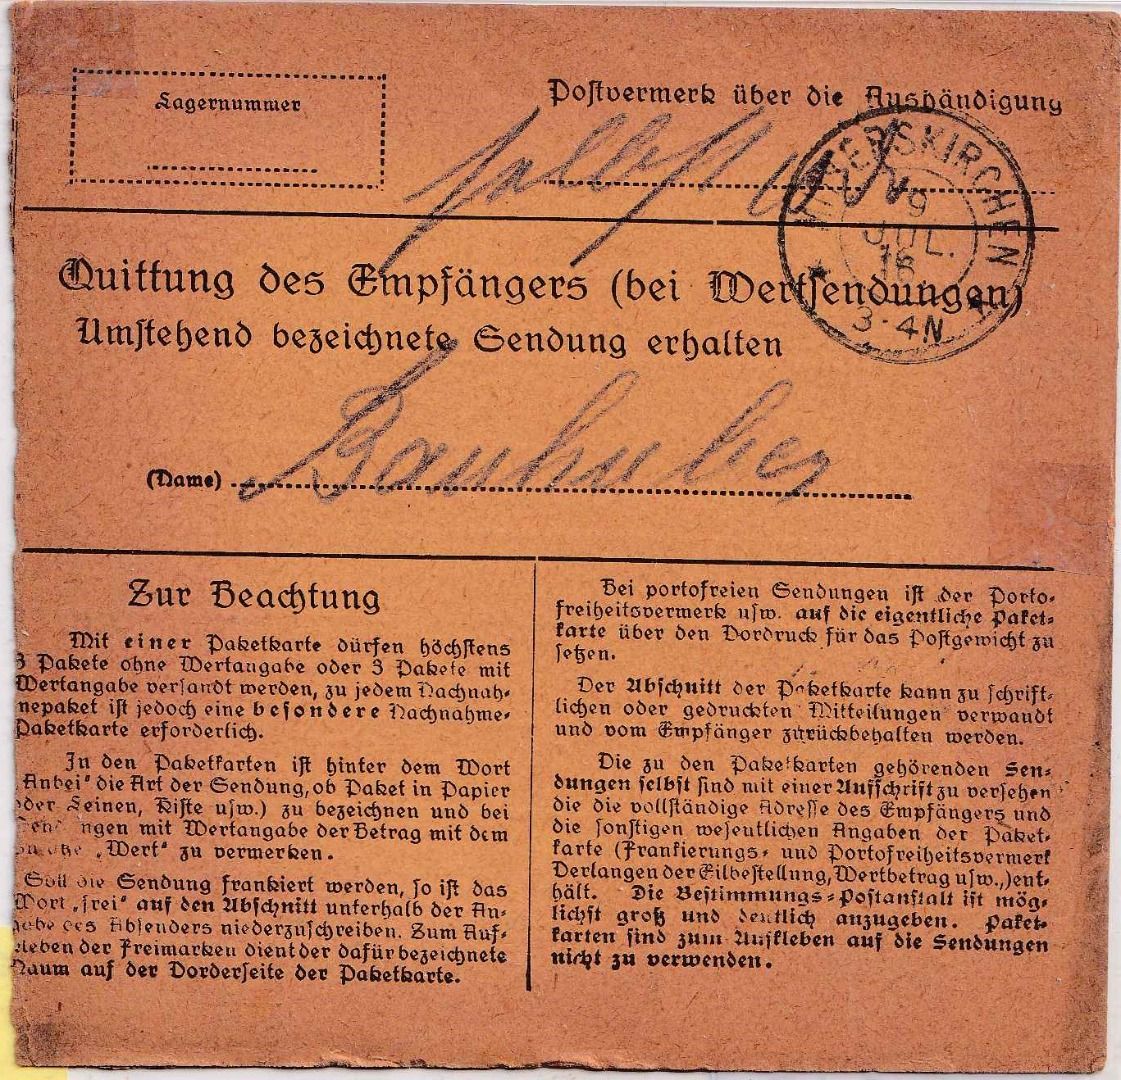 Lagernummer
Postvermerk über die Aushändigung
KIRCHEN
9
JUL.
16
3-4N
Quittung des Empfängers (bei Wertsendungen)
Umstehend bezeichnete Sendung erhalten
(Name) Bauhuber
Zur Beachtung
Mit einer Paketkarte dürfen höchstens
3 Pakete ohne Wertangabe oder 3 Pakete mit
Wertangabe versandt werden, zu jedem Nachnah-
nepaket ist jedoch eine besondere Nachnahme-
Paketkarte erforderlich.
In den Paketkarten ist hinter dem Wort
„Anbei" die Art der Sendung, ob Paket in Papier
oder Leinen, Kiste usw.) zu bezeichnen und bei
ngen mit Wertangabe der Betrag mit dem
„Wert" zu vermerken.
Soll die Sendung frankiert werden, so ist das
Wort „frei" auf den Abschnitt unterhalb der An-
gabe des Absenders niederzuschreiben. Zum Auf-
kleben der Freimarken dient der dafür bezeichnete
Raum auf der Vorderseite der Paketkarte.
Bei portofreien Sendungen ist der Porto-
freiheitsvermerk usw. auf die eigentliche Paket-
karte über den Vordruck für das Postgewicht zu
setzen.
Der Abschnitt der Paketkarte kann zu schrift-
lichen oder gedruckten Mitteilungen verwandt
und vom Empfänger zurückbehalten werden.
Die zu den Paketkarten gehörenden Sen-
dungen selbst sind mit einer Aufschrift zu versehen
die die vollständige Adresse des Empfängers und
die sonstigen wesentlichen Angaben der Paket-
karte (Frankierungs- und Portofreiheitsvermerk
Verlangen der Eilbestellung, Wertbetrag usw.,) ent-
hält. Die Bestimmungs-Postanstalt ist mög-
lichst groß und deutlich anzugeben. Paket-
karten sind zum Aufkleben auf die Sendungen
nicht zu verwenden.